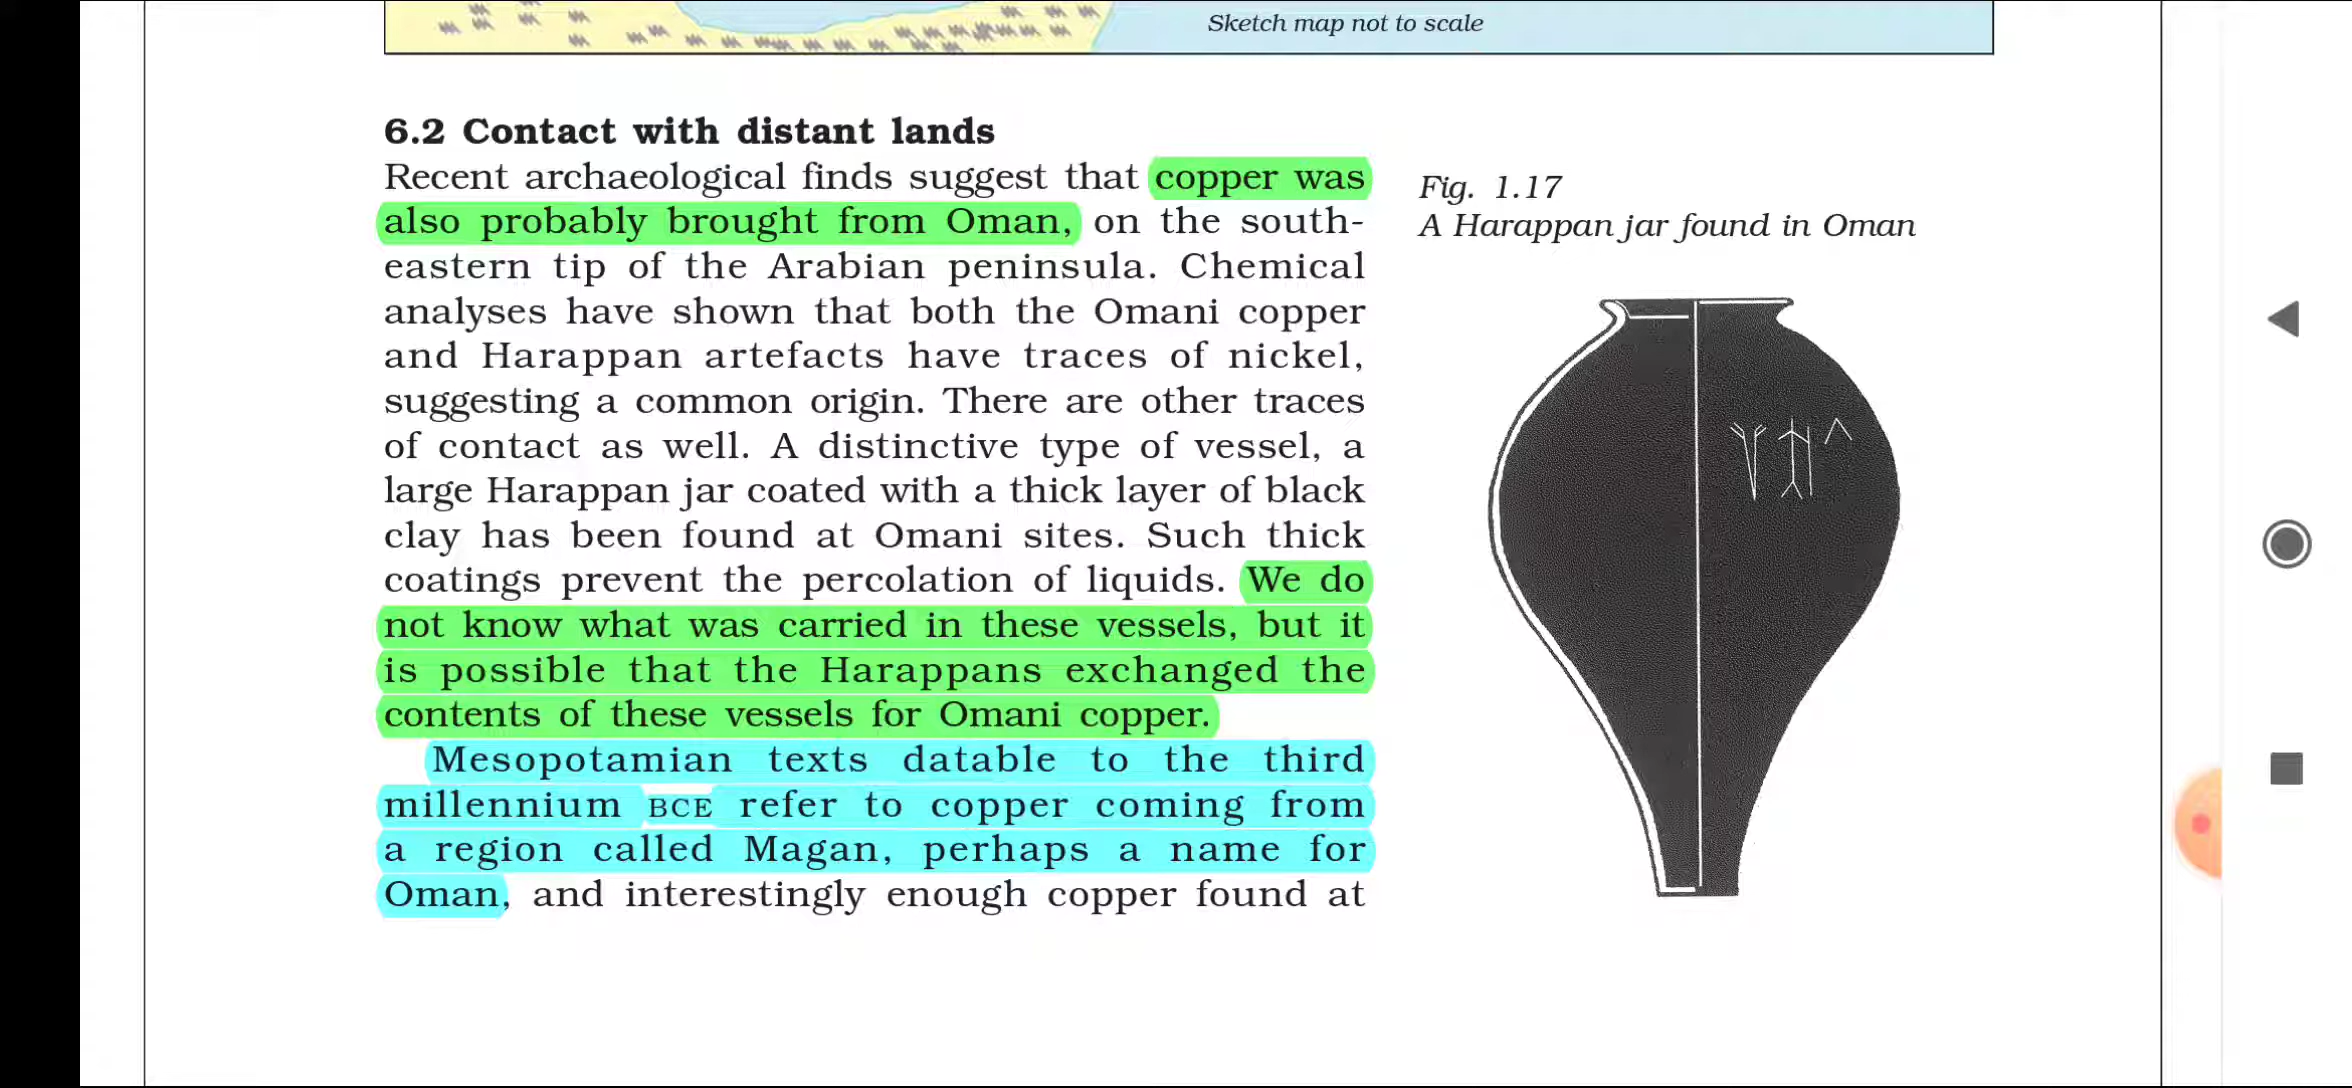 Sketch map not to scale
6.2 Contact with distant lands
Recent archaeological finds suggest that copper was
also probably brought from Oman, on the south-
eastern tip of the Arabian peninsula. Chemical
analyses have shown that both the Omani copper
and Harappan artefacts have traces of nickel,
suggesting a common origin. There are other traces
of contact as well. A distinctive type of vessel, a
large Harappan jar coated with a thick layer of black
clay has been found at Omani sites. Such thick
coatings prevent the percolation of liquids. We do
not know what was carried in these vessels, but it
is possible that the Harappans exchanged the
contents of these vessels for Omani copper.
Mesopotamian texts datable to the third
millennium BCE refer to copper coming from
a region called Magan, perhaps a name for
Oman, and interestingly enough copper found at
Fig. 1.17
A Harappan jar found in Oman